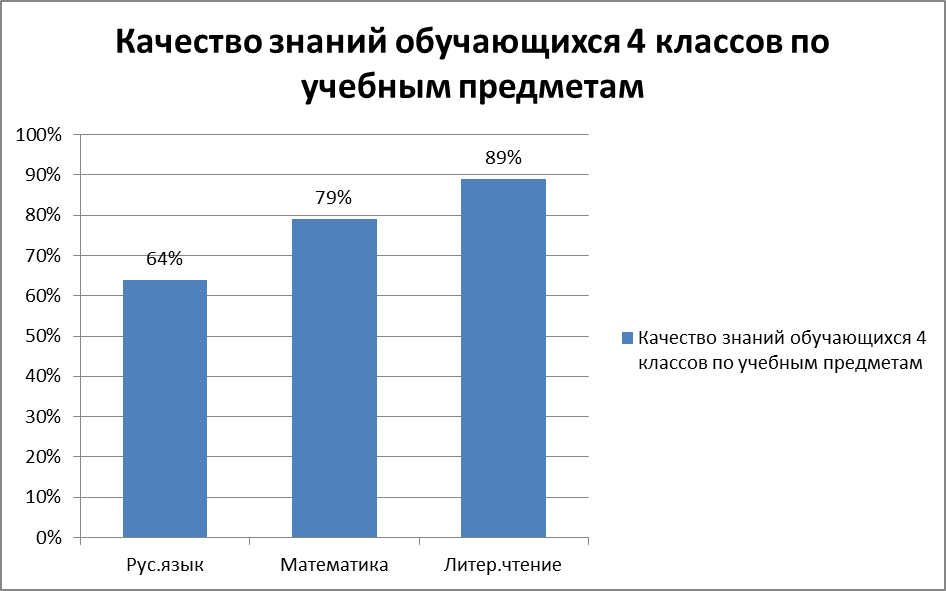 Качество знаний обучающихся 4 классов по
учебным предметам
100%
90%
80%
70%
60%
50%
40%
30%
20%
10%
0%
64%
79%
89%
Рус.язык
Математика
Литер.чтение
Качество знаний обучающихся 4
классов по учебным предметам